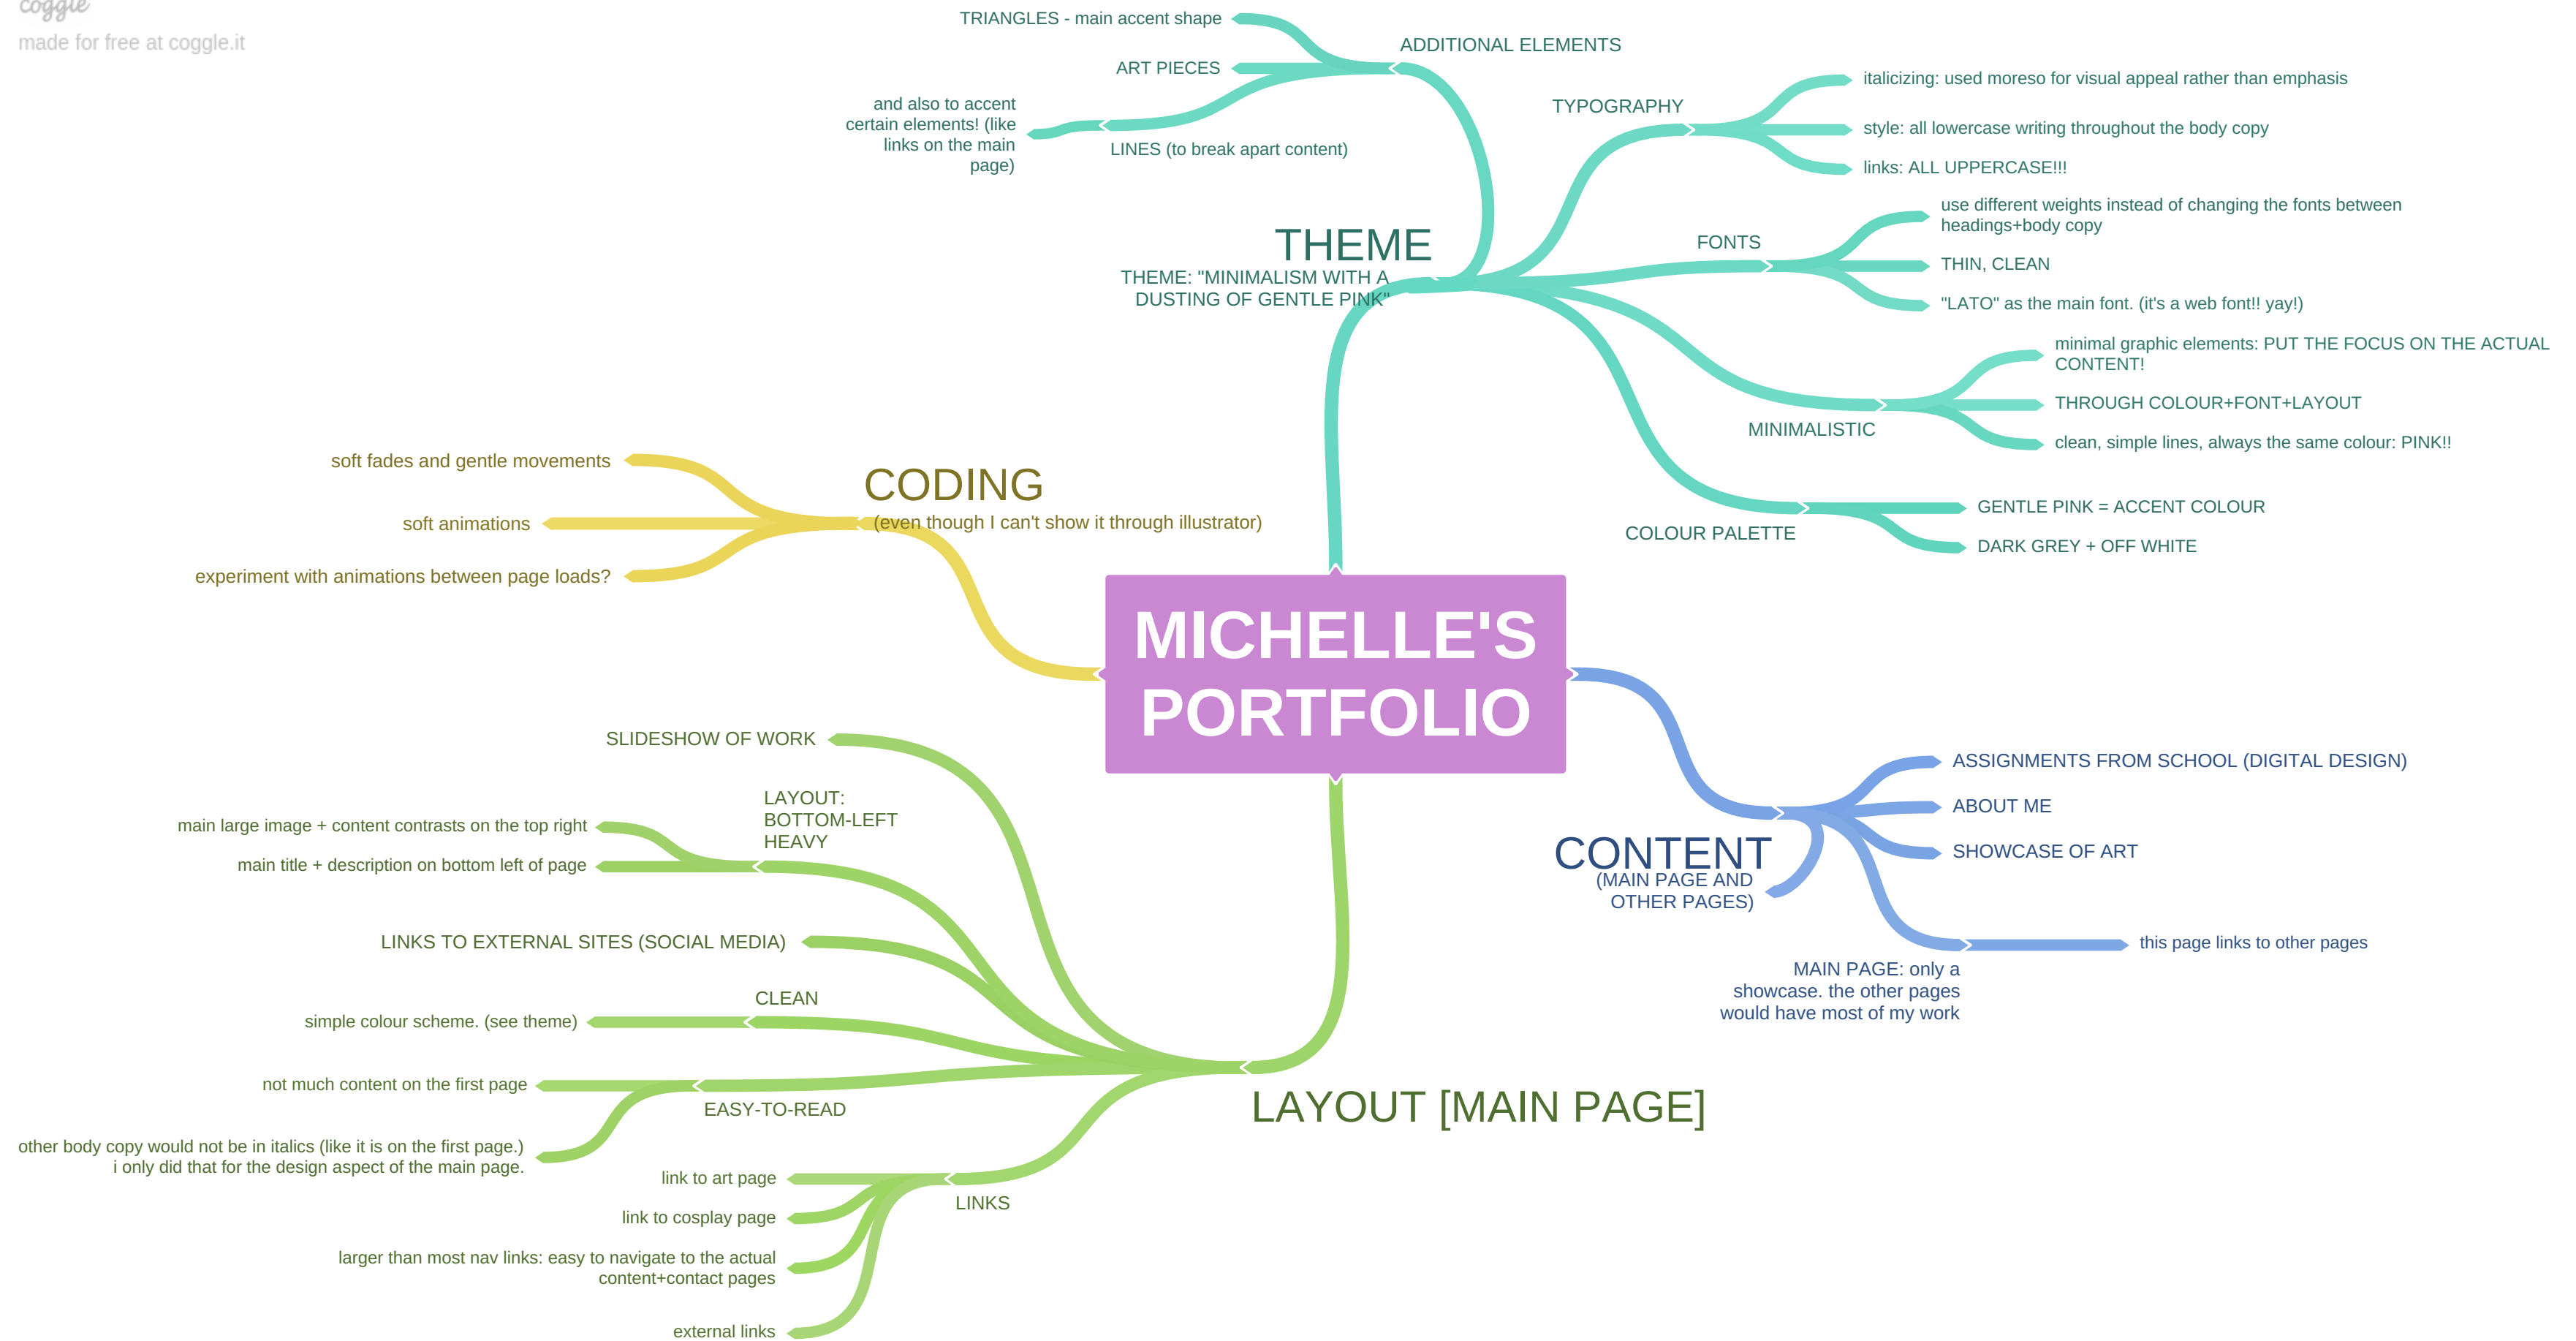 coggle
made for free at coggle.it
TRIANGLES - main accent shape
ADDITIONAL ELEMENTS
ART PIECES
and also to accent
certain elements! (like
links on the main
page)
LINES (to break apart content)
TYPOGRAPHY
italicizing: used moreso for visual appeal rather than emphasis
style: all lowercase writing throughout the body copy
links: ALL UPPERCASE!!!
THEME
THEME: "MINIMALISM WITH A
DUSTING OF GENTLE PINK"
FONTS
use different weights instead of changing the fonts between
headings+body copy
THIN, CLEAN
"LATO" as the main font. (it's a web font!! yay!)
MINIMALISTIC
minimal graphic elements: PUT THE FOCUS ON THE ACTUAL
CONTENT!
THROUGH COLOUR+FONT+LAYOUT
clean, simple lines, always the same colour: PINK!!
COLOUR PALETTE
GENTLE PINK = ACCENT COLOUR
DARK GREY + OFF WHITE
CODING
(even though I can't show it through illustrator)
soft fades and gentle movements
soft animations
experiment with animations between page loads?
MICHELLE'S
PORTFOLIO
CONTENT
(MAIN PAGE AND
OTHER PAGES)
ASSIGNMENTS FROM SCHOOL (DIGITAL DESIGN)
ABOUT ME
SHOWCASE OF ART
MAIN PAGE: only a
showcase. the other pages
would have most of my work
this page links to other pages
LAYOUT [MAIN PAGE]
SLIDESHOW OF WORK
LAYOUT:
BOTTOM-LEFT
HEAVY
main large image + content contrasts on the top right
main title + description on bottom left of page
LINKS TO EXTERNAL SITES (SOCIAL MEDIA)
CLEAN
simple colour scheme. (see theme)
EASY-TO-READ
not much content on the first page
other body copy would not be in italics (like it is on the first page.)
i only did that for the design aspect of the main page.
LINKS
link to art page
link to cosplay page
larger than most nav links: easy to navigate to the actual
content+contact pages
external links